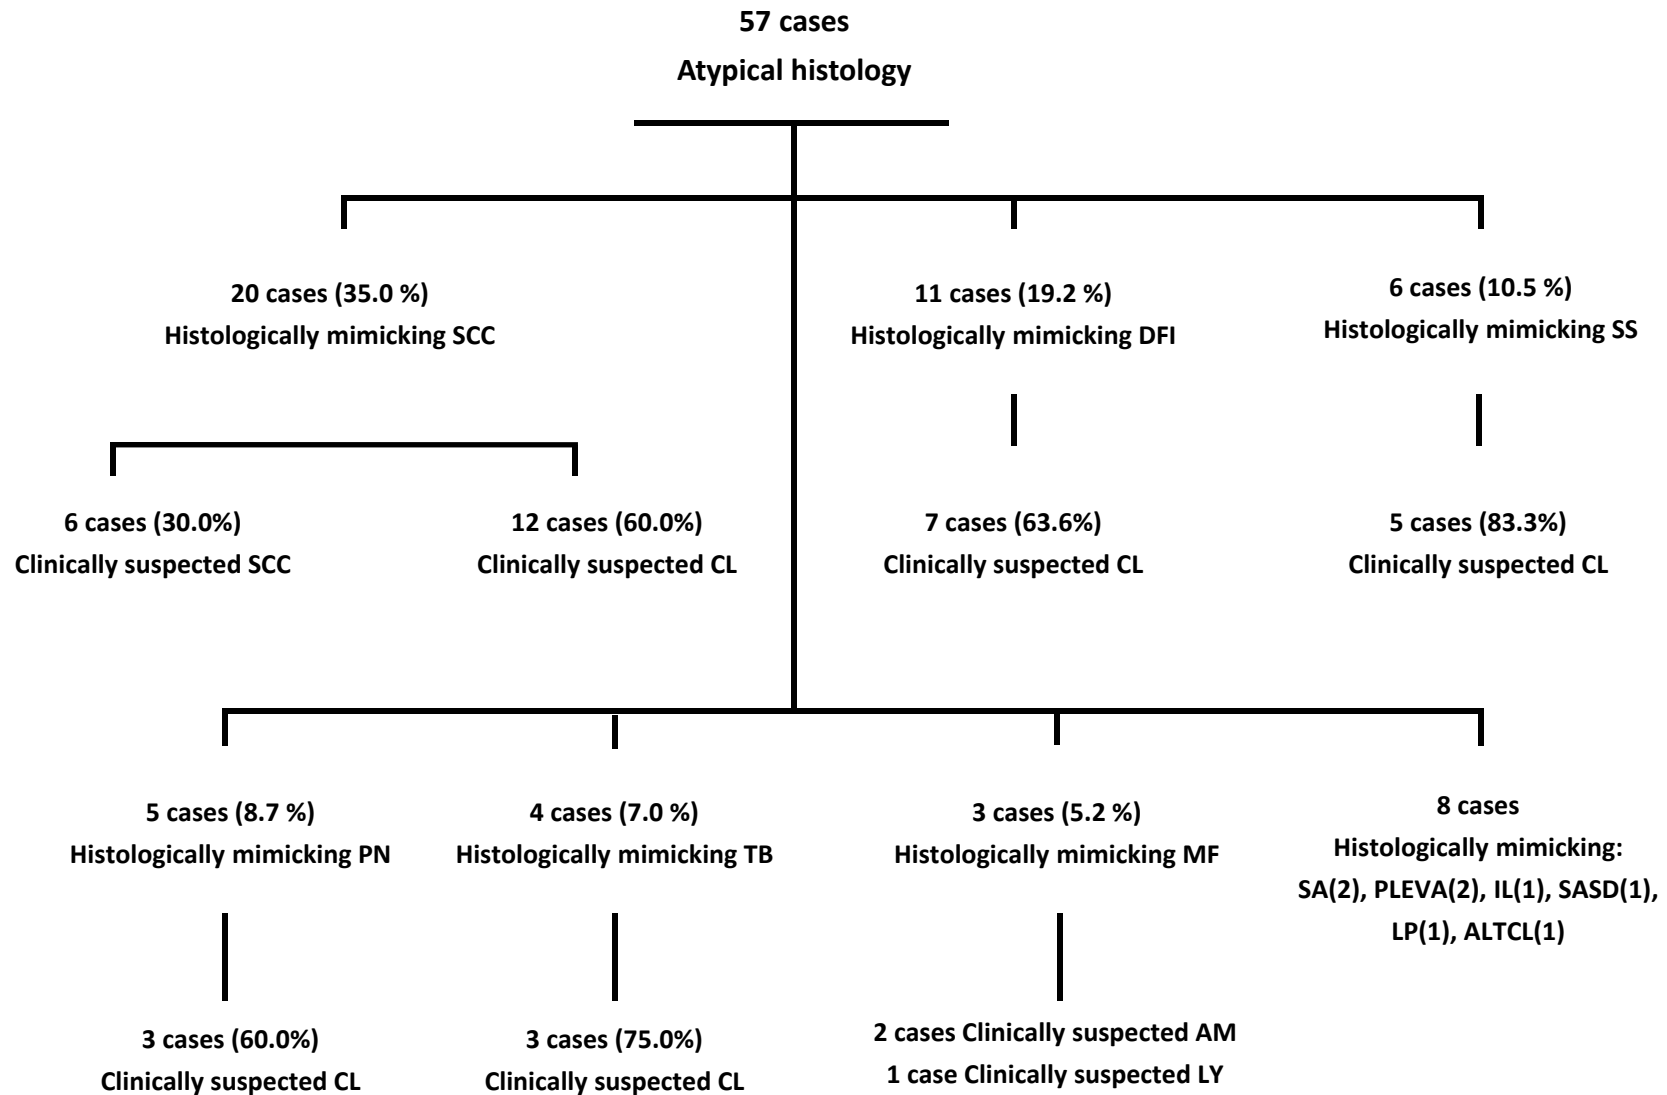 57 cases
Atypical histology
20 cases (35.0 %)
Histologically mimicking SCC
11 cases (19.2 %)
Histologically mimicking DFI
6 cases (10.5 %)
Histologically mimicking SS
6 cases (30.0%)
Clinically suspected SCC
12 cases (60.0%)
Clinically suspected CL
7 cases (63.6%)
Clinically suspected CL
5 cases (83.3%)
Clinically suspected CL
5 cases (8.7 %)
Histologically mimicking PN
4 cases (7.0 %)
Histologically mimicking TB
3 cases (5.2 %)
Histologically mimicking MF
8 cases
Histologically mimicking:
SA(2), PLEVA(2), IL(1), SASD(1),
LP(1), ALTCL(1)
3 cases (60.0%)
Clinically suspected CL
3 cases (75.0%)
Clinically suspected CL
2 cases Clinically suspected AM
1 case Clinically suspected LY